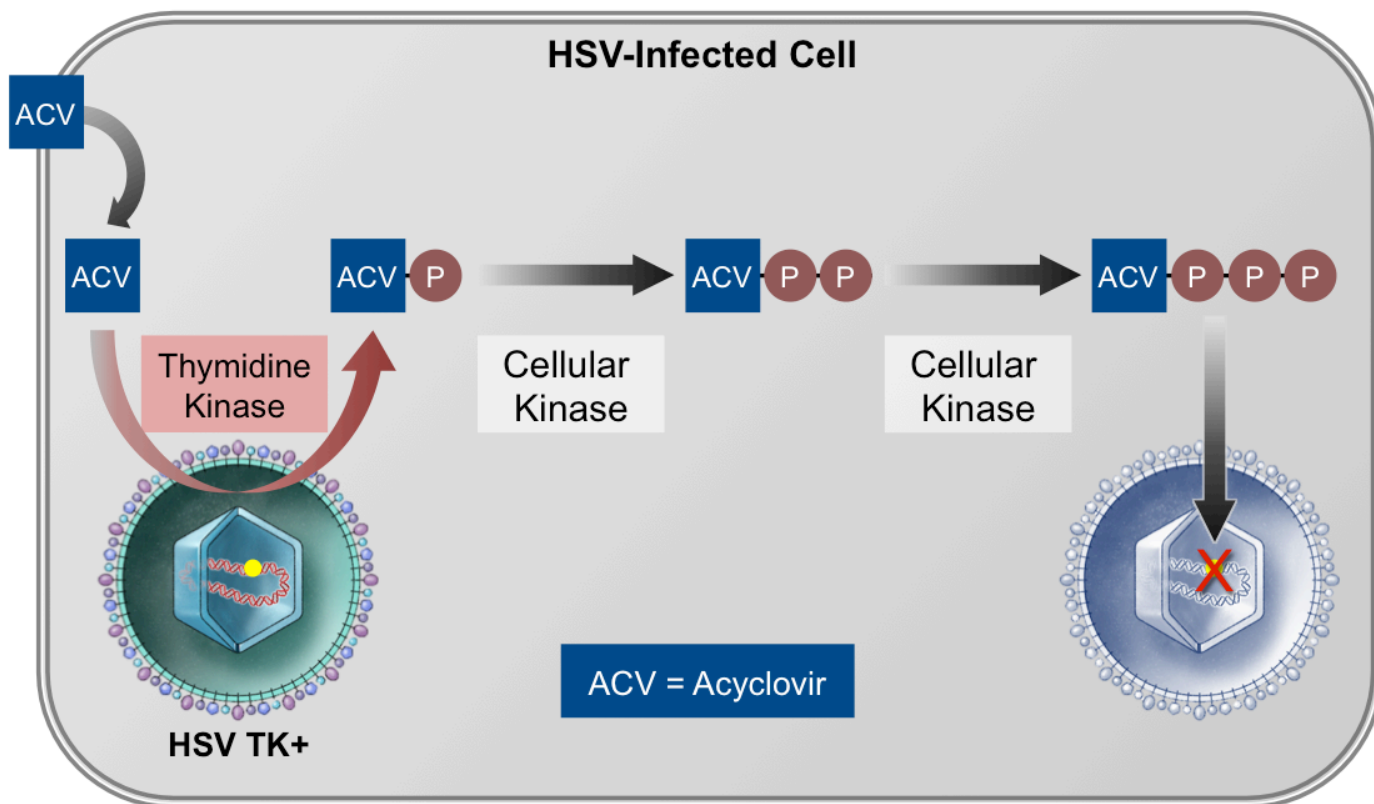 HSV-Infected Cell
ACV
ACV
ACV P
ACV P P
ACV P P P
Thymidine
Kinase
Cellular
Kinase
Cellular
Kinase
X
ACV = Acyclovir
HSV TK+